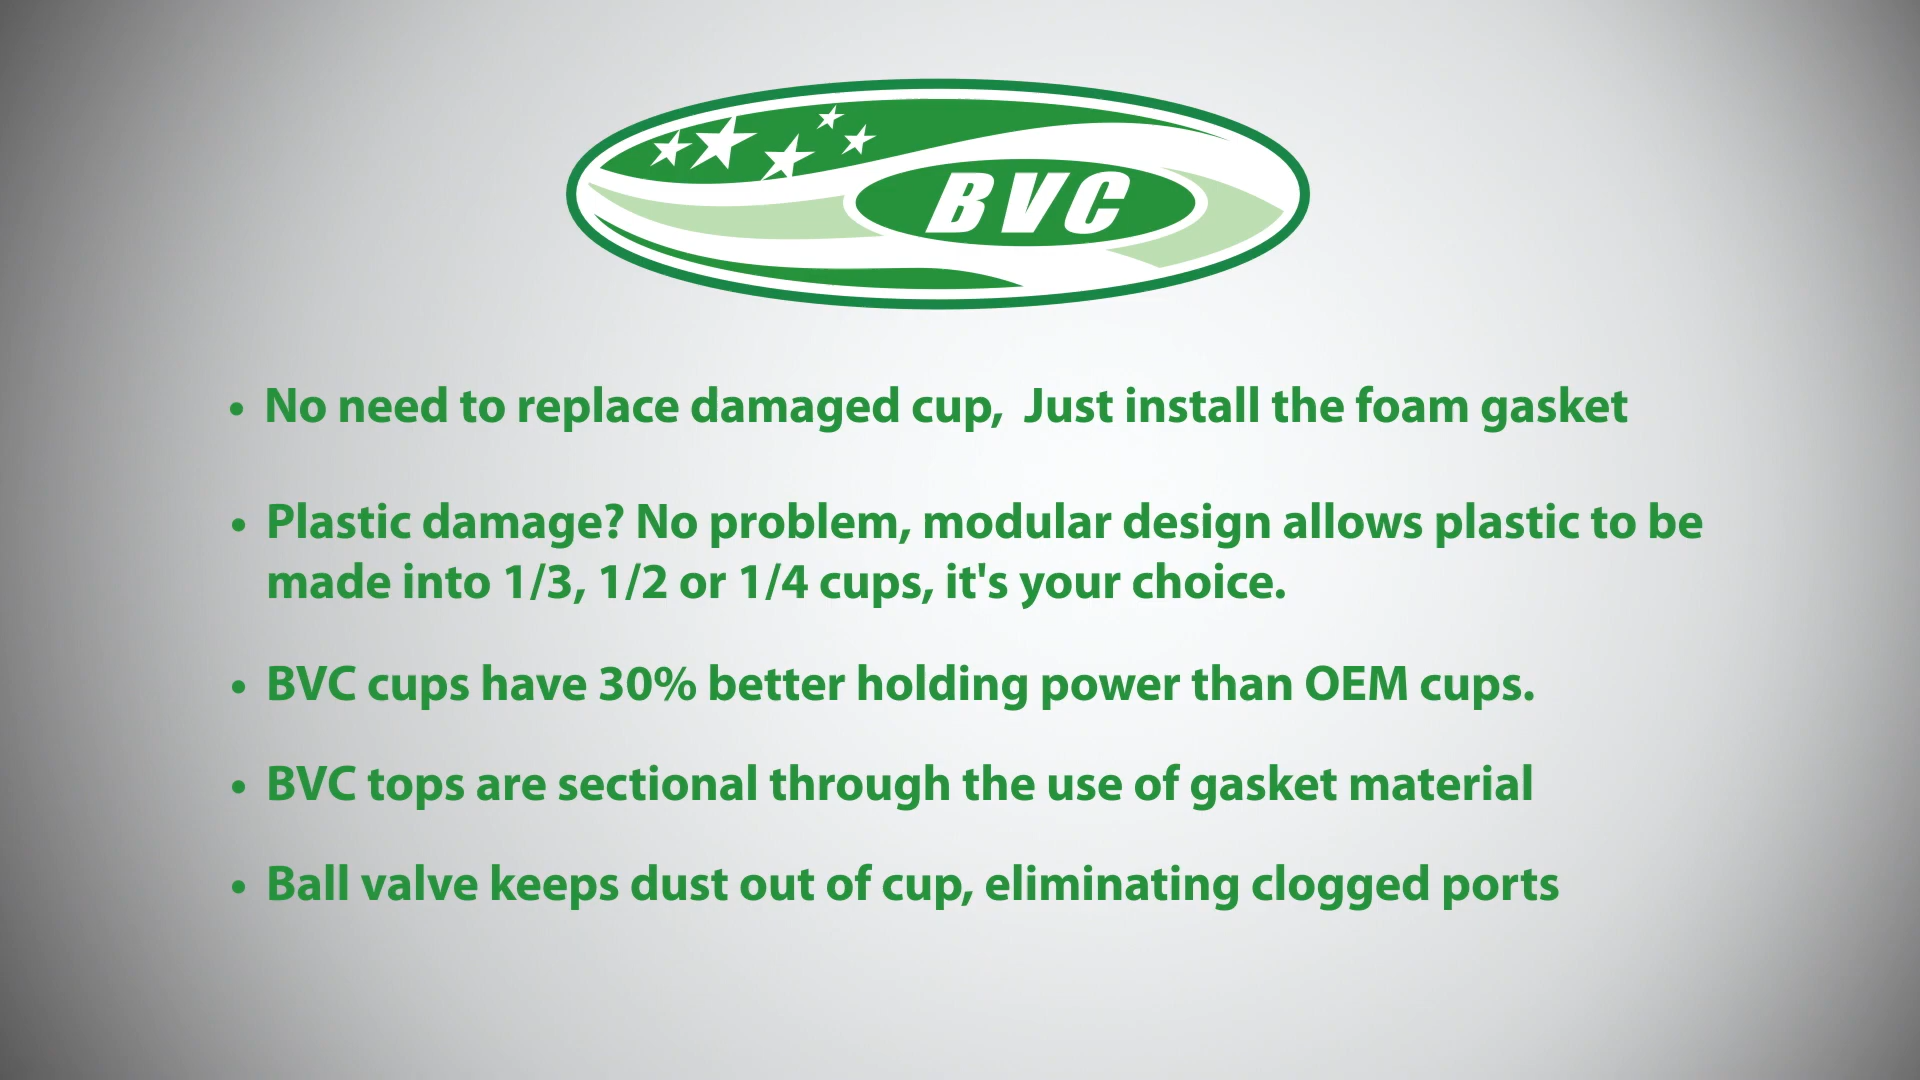 BVC
• No need to replace damaged cup,  Just install the foam gasket
• Plastic damage? No problem, modular design allows plastic to be
made into 1/3, 1/2 or 1/4 cups, it's your choice.
• BVC cups have 30% better holding power than OEM cups.
• BVC tops are sectional through the use of gasket material
• Ball valve keeps dust out of cup, eliminating clogged ports